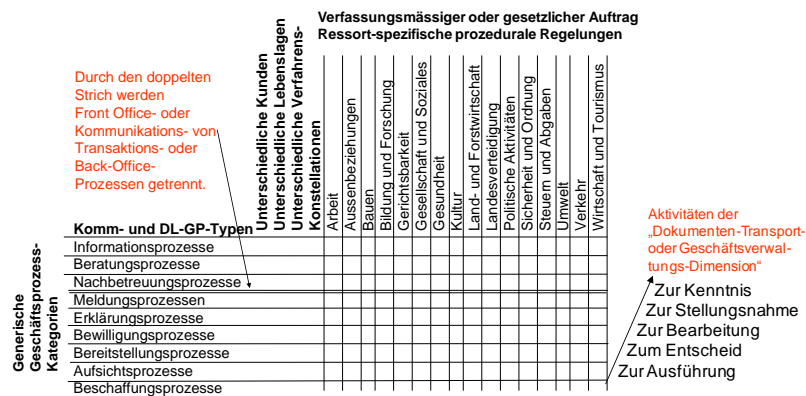 Verfassungsmässiger oder gesetzlicher Auftrag
Ressort-spezifische prozedurale Regelungen
Durch den doppelten
Strich werden
Front Office- oder
Kommunikations- von
Transaktions- oder
Back-Office-
Prozessen getrennt.
Unterschiedliche Kunden
Unterschiedliche Lebenslagen
Unterschiedliche Verfahrens-
Konstellationen
Arbeit
Aussenbeziehungen
Bauen
Bildung und Forschung
Gerichtsbarkeit
Gesellschaft und Soziales
Gesundheit
Kultur
Land- und Forstwirtschaft
Landesverteidigung
Politische Aktivitäten
Sicherheit und Ordnung
Steuern und Abgaben
Umwelt
Verkehr
Wirtschaft und Tourismus
Komm- und DL-GP-Typen
Informationsprozesse
Beratungsprozesse
Nachbetreuungsprozesse
Meldungsprozessen
Erklärungsprozesse
Bewilligungsprozesse
Bereitstellungsprozesse
Aufsichtsprozesse
Beschaffungsprozesse
Generische
Geschäftsprozess-
Kategorien
Aktivitäten der
„Dokumenten-Transport-
oder Geschäftsverwal-
tungs-Dimension“
Zur Kenntnis
Zur Stellungsnahme
Zur Bearbeitung
Zum Entscheid
Zur Ausführung